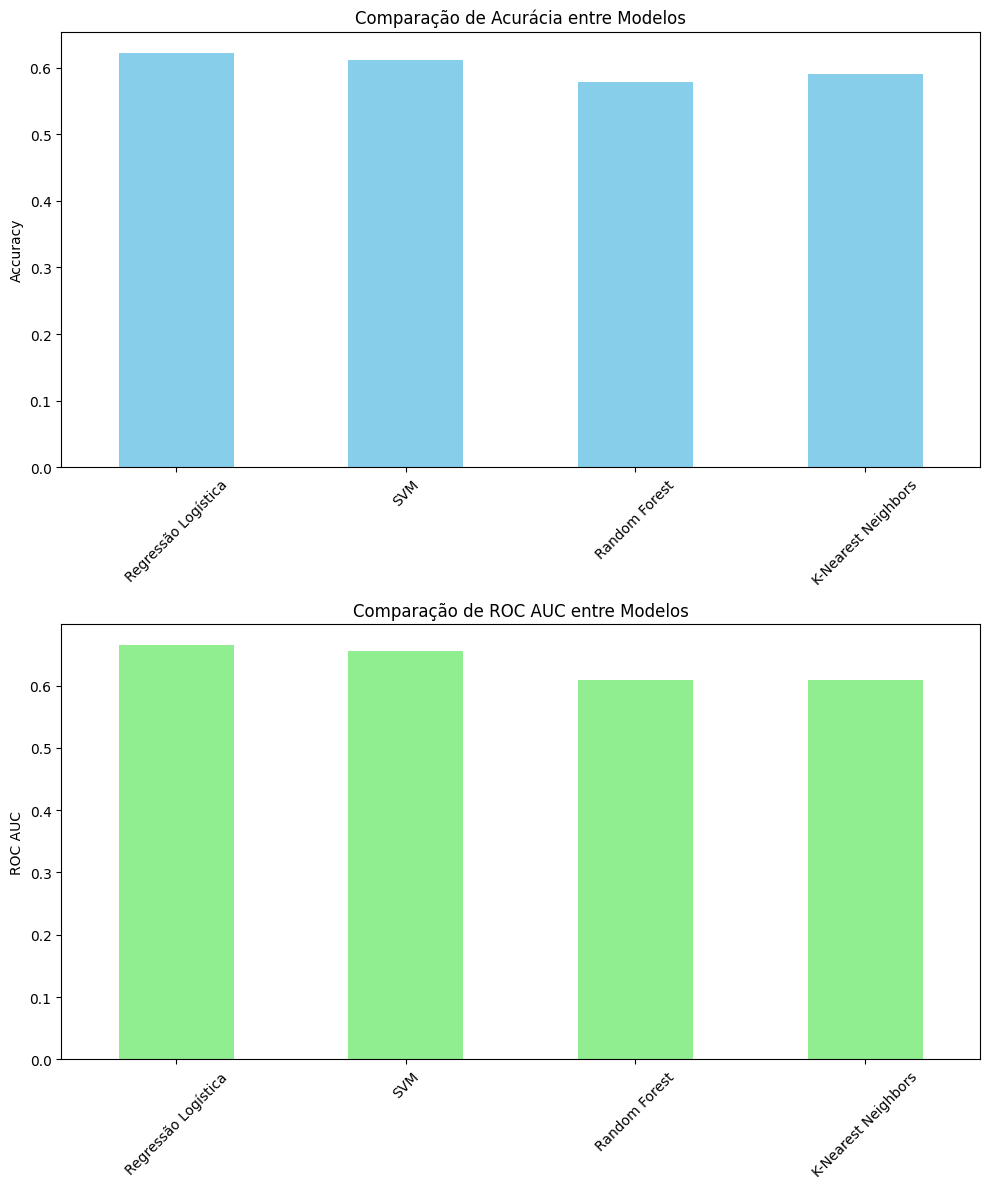 Comparação de Acurácia entre Modelos
Accuracy
0.6
0.5
0.4
0.3
0.2
0.1
0.0
Regressão Logística
SVM
Random Forest
K-Nearest Neighbors
Comparação de ROC AUC entre Modelos
ROC AUC
0.6
0.5
0.4
0.3
0.2
0.1
0.0
Regressão Logística
SVM
Random Forest
K-Nearest Neighbors